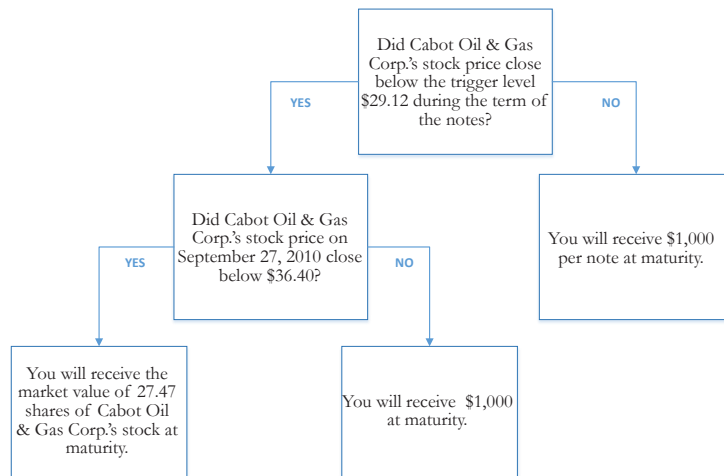 Did Cabot Oil & Gas
Corp.'s stock price close
below the trigger level
$29.12 during the term of
the notes?
YES
NO
Did Cabot Oil & Gas
Corp.'s stock price on
September 27, 2010 close
below $36.40?
You will receive $1,000
per note at maturity.
YES
NO
You will receive the
market value of 27.47
shares of Cabot Oil
& Gas Corp.'s stock at
maturity.
You will receive $1,000
at maturity.